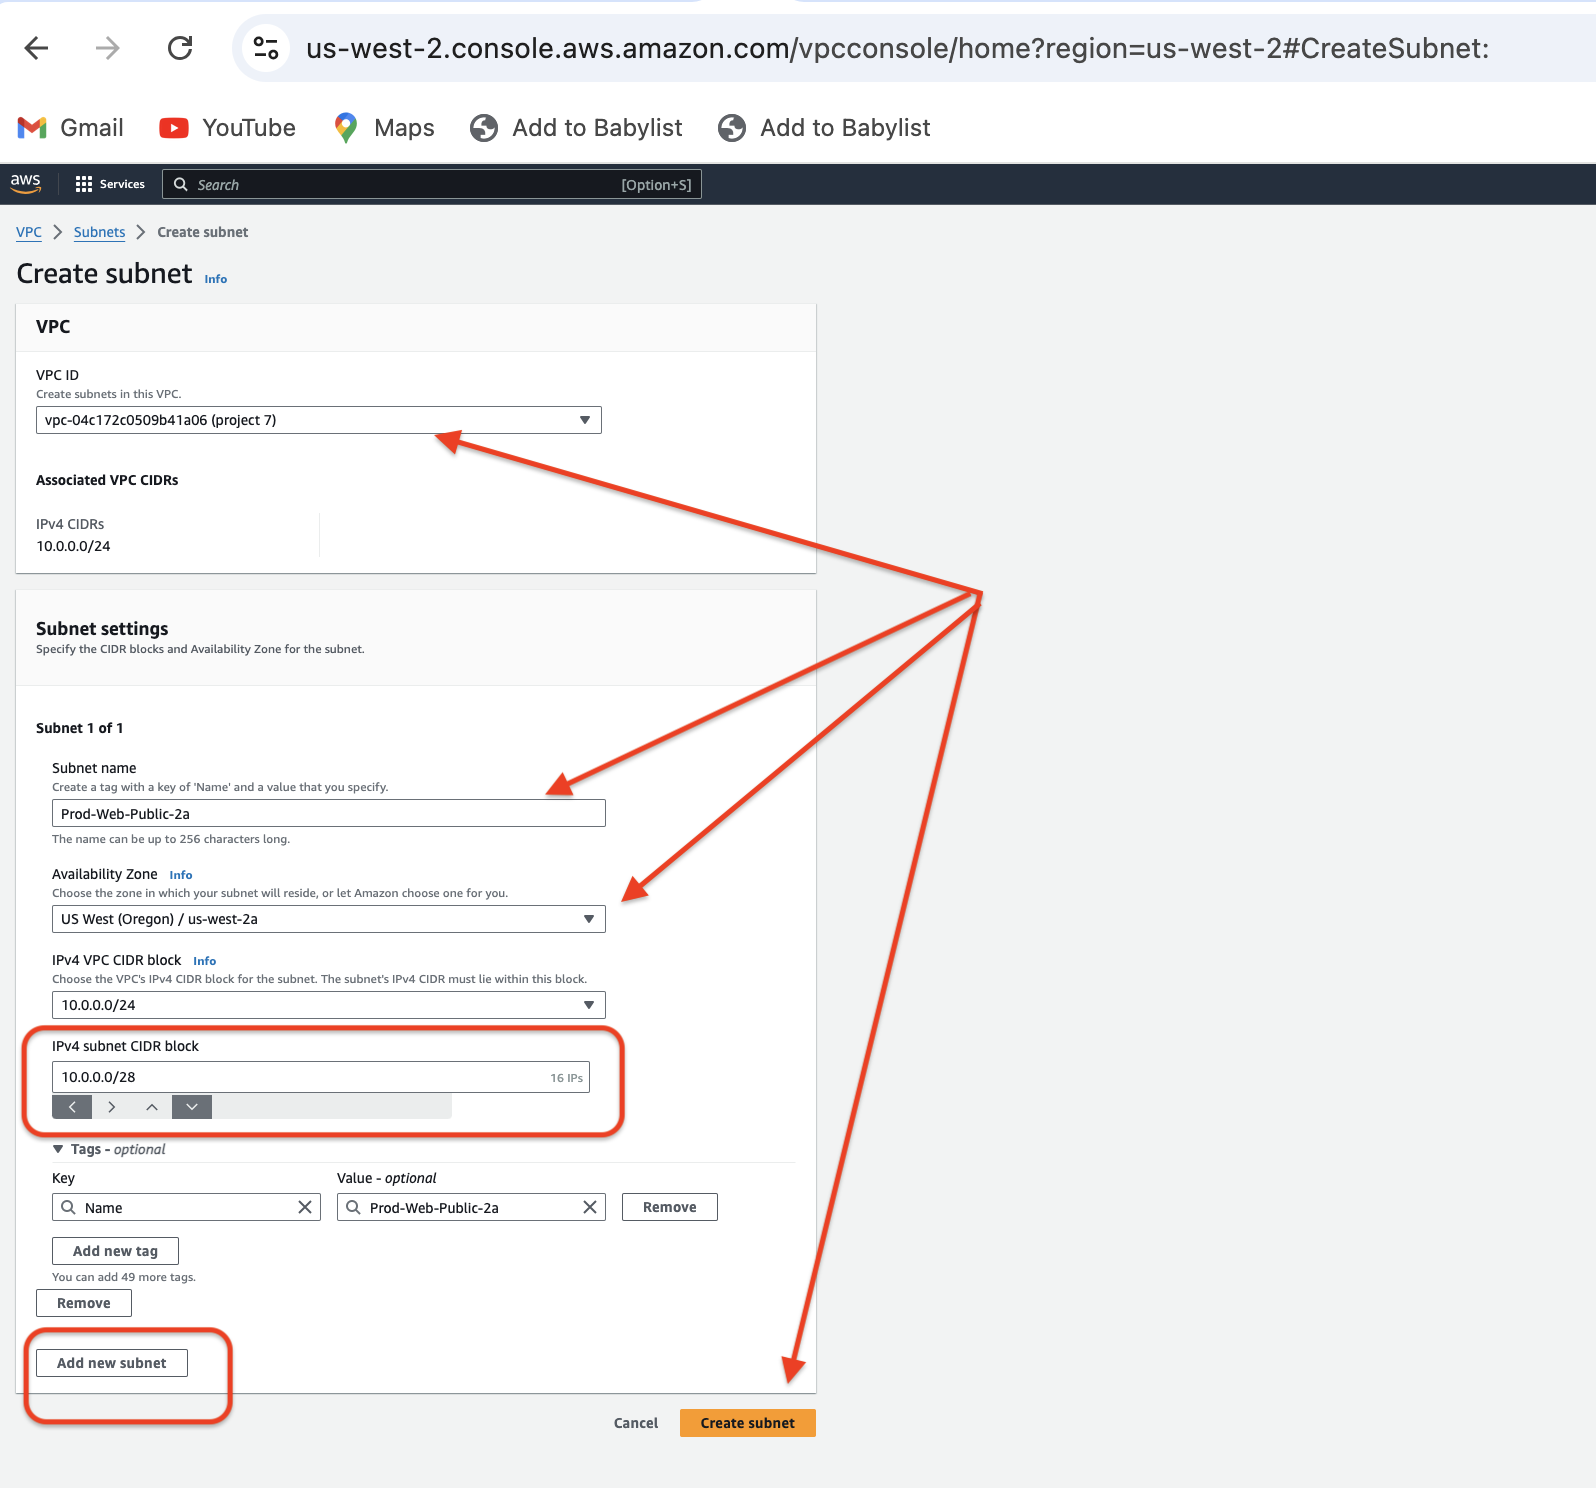 us-west-2.console.aws.amazon.com/vpcconsole/home?region=us-west-2#CreateSubnet:
Gmail YouTube Maps Add to Babylist Add to Babylist
aws Services Search [Option+S]
VPC Subnets Create subnet
Create subnet Info
VPC
VPC ID
Create subnets in this VPC.
vpc-04c172c0509b41a06 (project 7)
Associated VPC CIDRs
IPv4 CIDRs
10.0.0.0/24
Subnet settings
Specify the CIDR blocks and Availability Zone for the subnet.
Subnet 1 of 1
Subnet name
Create a tag with a key of 'Name' and a value that you specify.
Prod-Web-Public-2a
The name can be up to 256 characters long.
Availability Zone Info
Choose the zone in which your subnet will reside, or let Amazon choose one for you.
US West (Oregon) / us-west-2a
IPv4 VPC CIDR block Info
Choose the VPC's IPv4 CIDR block for the subnet. The subnet's IPv4 CIDR must lie within this block.
10.0.0.0/24
IPv4 subnet CIDR block
10.0.0.0/28 16 IPs
Tags - optional
Key Value - optional
Name Prod-Web-Public-2a Remove
Add new tag
You can add 49 more tags.
Remove
Add new subnet
Cancel Create subnet